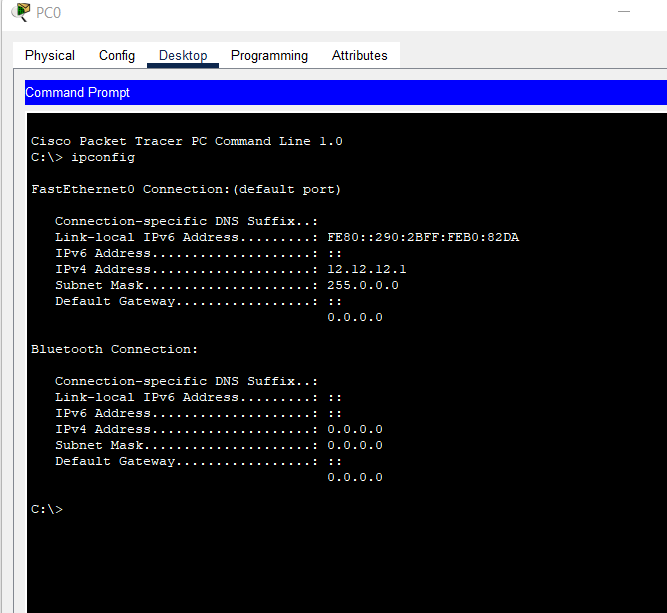 PC0
Physical Config Desktop Programming Attributes
Command Prompt
Cisco Packet Tracer PC Command Line 1.0
C:\> ipconfig
FastEthernet0 Connection:(default port)
Connection-specific DNS Suffix..:
Link-local IPv6 Address.........: FE80::290:2BFF:FEB0:82DA
IPv6 Address....................: ::
IPv4 Address....................: 12.12.12.1
Subnet Mask.....................: 255.0.0.0
Default Gateway.................: ::
0.0.0.0
Bluetooth Connection:
Connection-specific DNS Suffix..:
Link-local IPv6 Address.........: ::
IPv6 Address....................: ::
IPv4 Address....................: 0.0.0.0
Subnet Mask.....................: 0.0.0.0
Default Gateway.................: ::
0.0.0.0
C:\>